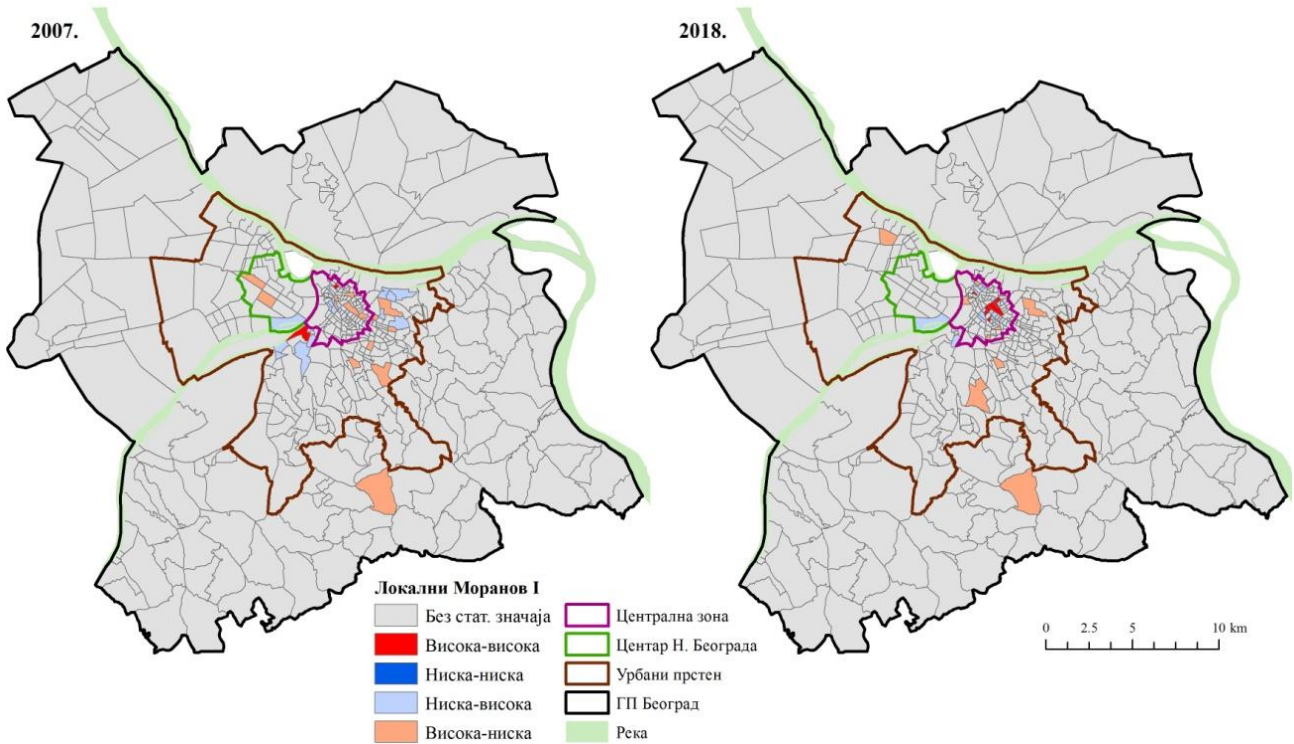 2007.
2018.
Локални Моранов I
Без стат. значаја
Висока-висока
Ниска-ниска
Ниска-висока
Висока-ниска
Централна зона
Центар Н. Београда
Урбани прстен
ГП Београд
Река
0 2.5 5 10 km